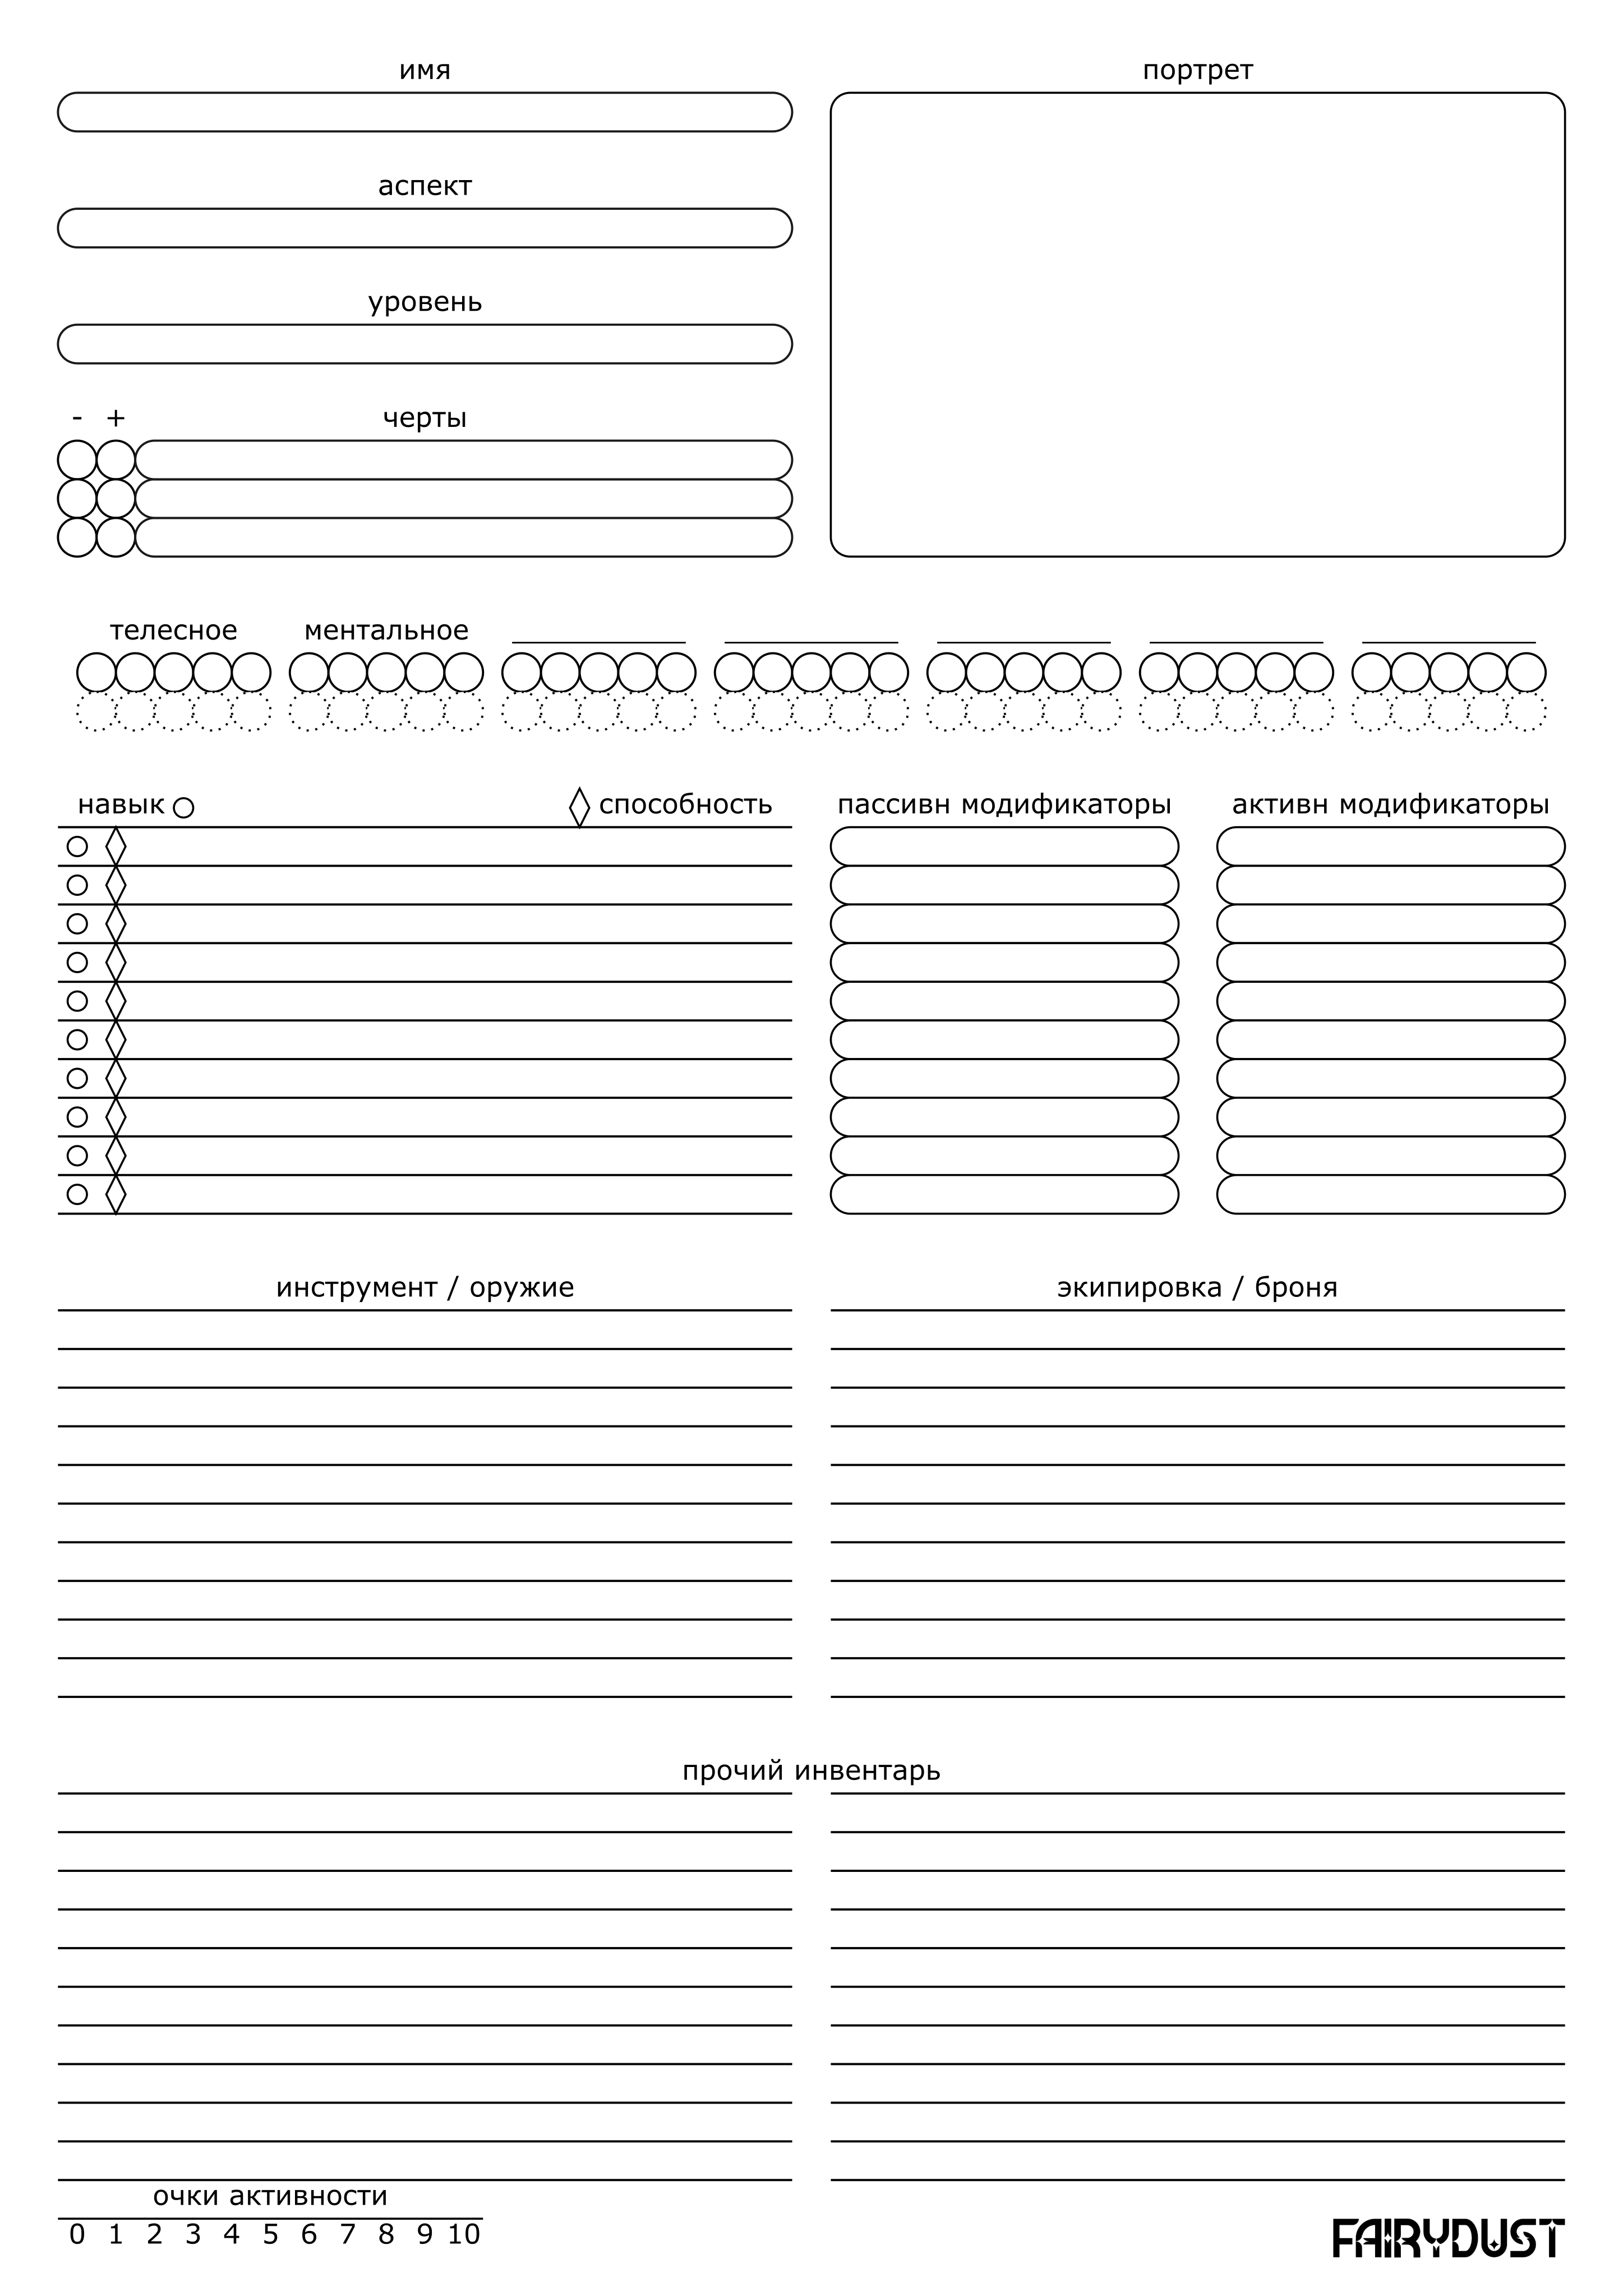 имя
портрет
аспект
уровень
- + черты
телесное ментальное
навык способность
пассивн модификаторы активн модификаторы
инструмент / оружие
экипировка / броня
прочий инвентарь
очки активности
0 1 2 3 4 5 6 7 8 9 10
FAIRYDUST